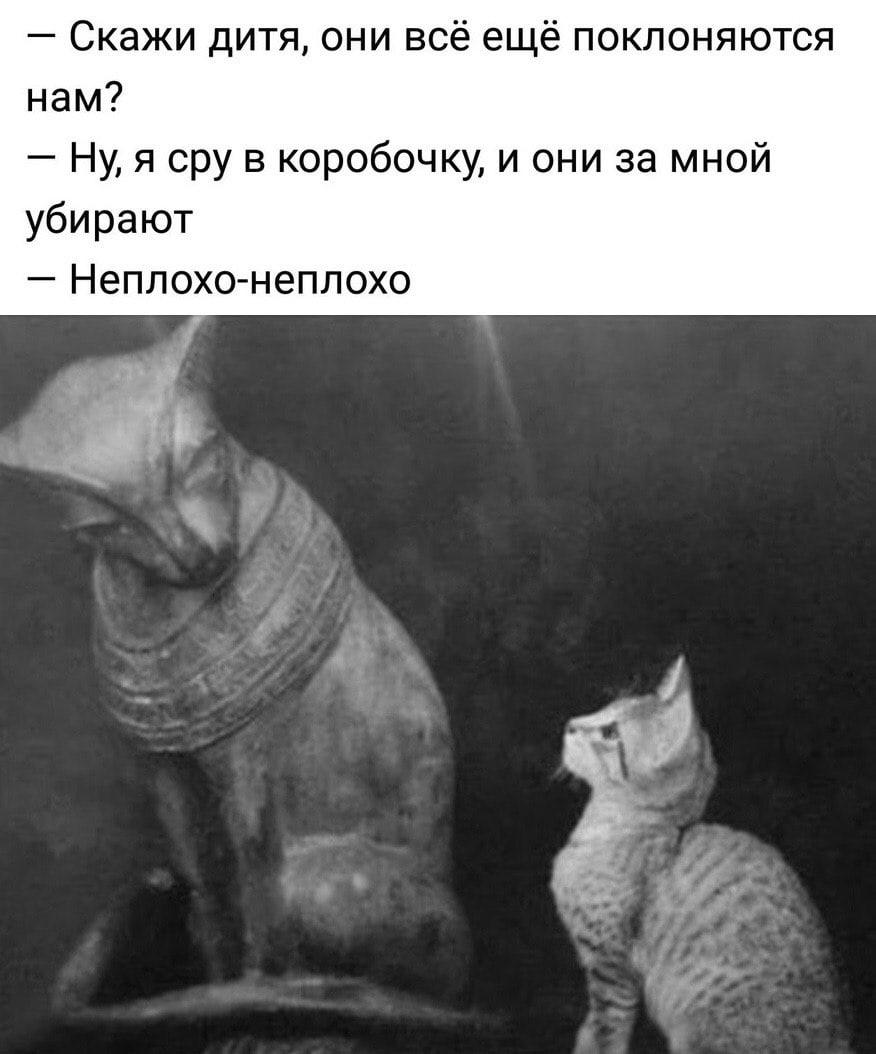 — Скажи дитя, они всё ещё поклоняются
нам?
— Ну, я сру в коробочку, и они за мной
убирают
— Неплохо-неплохо